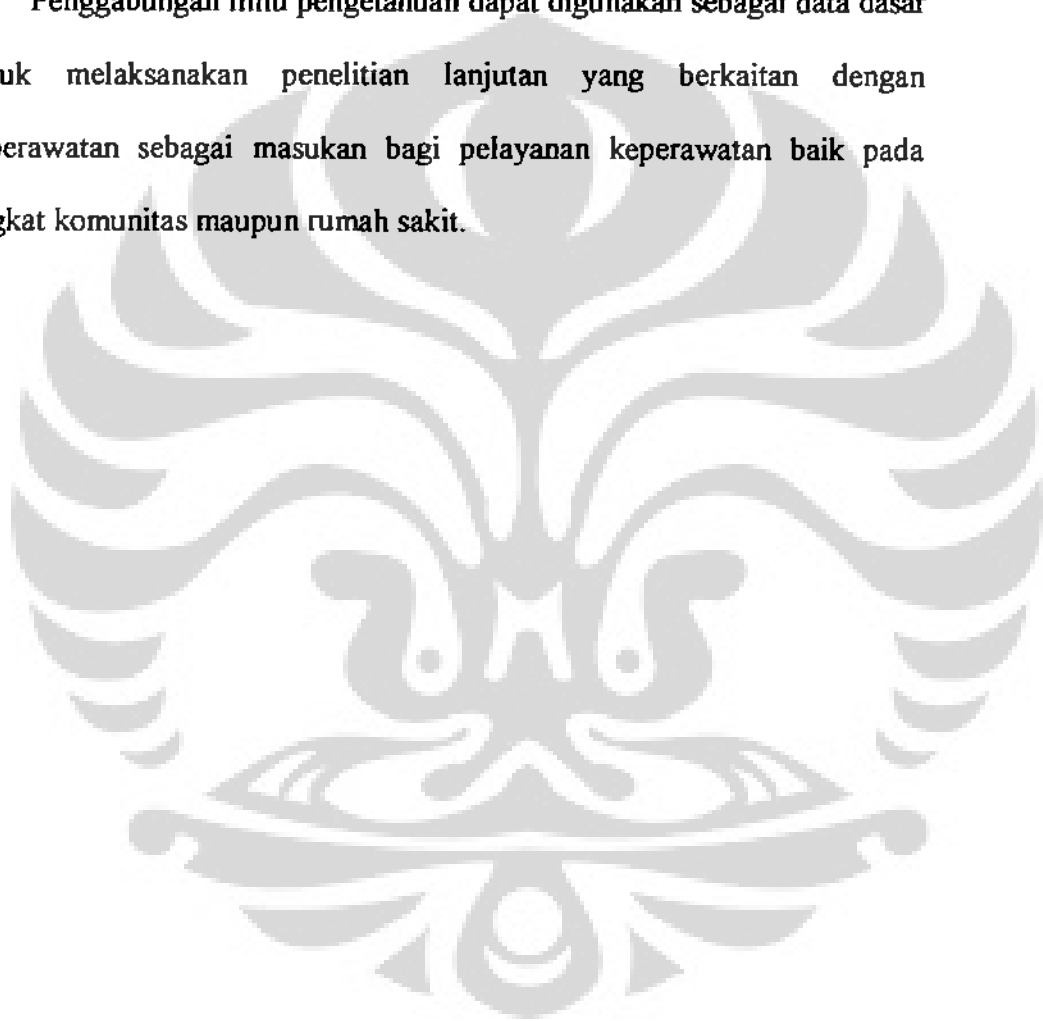 Penggabungan ilmu pengetahuan dapat digunakan sebagai data dasar
uk melaksanakan penelitian lanjutan yang berkaitan dengan
perawatan sebagai masukan bagi pelayanan keperawatan baik pada
gkat komunitas maupun rumah sakit.